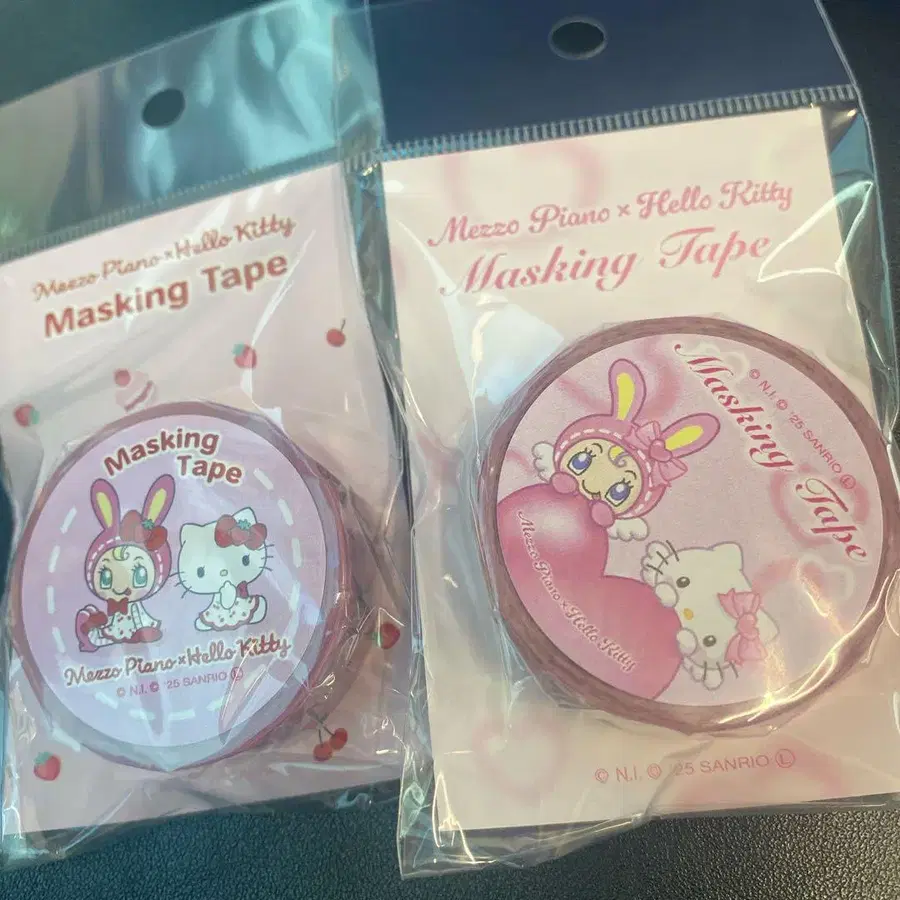 Mezzo Piano × Hello Kitty
Masking Tape
Masking
Tape
Mezzo Piano × Hello Kitty
© N.I. © '25 SANRIO Ⓛ
Mezzo Piano × Hello Kitty
Masking Tape
Masking Tape
© N.I. © '25 SANRIO Ⓛ
Mezzo Piano × Hello Kitty
© N.I. © '25 SANRIO Ⓛ